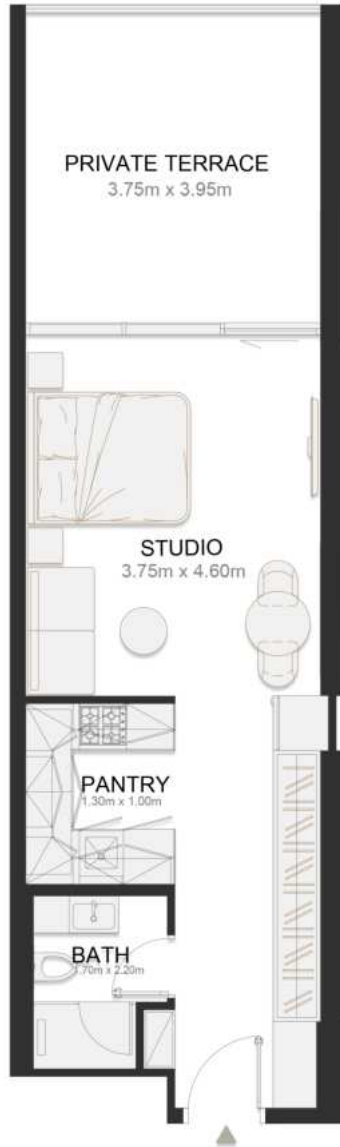 PRIVATE TERRACE
3.75m x 3.95m
STUDIO
3.75m x 4.60m
PANTRY
1.30m x 1.00m
BATH
1.70m x 2.20m